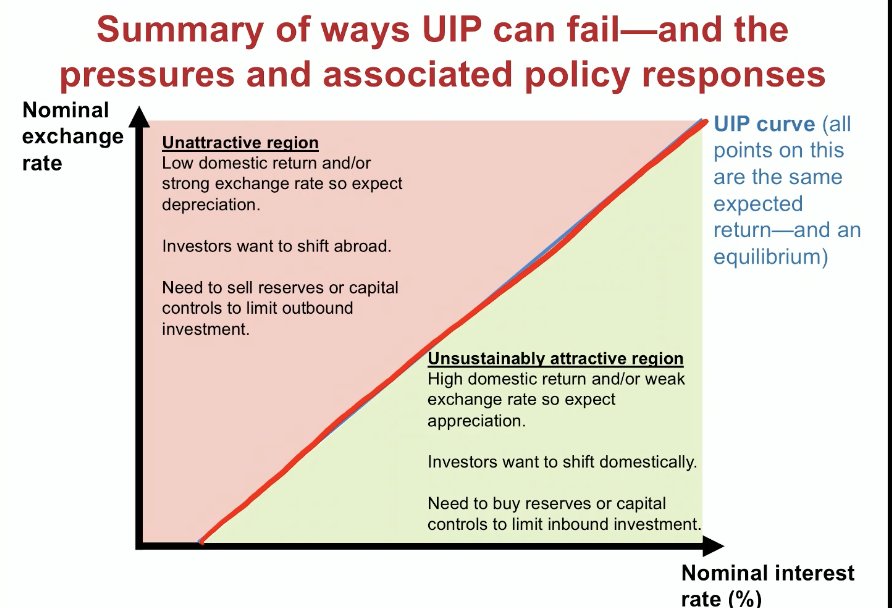 Summary of ways UIP can fail—and the
pressures and associated policy responses
Nominal
exchange
rate
Unattractive region
Low domestic return and/or
strong exchange rate so expect
depreciation.
Investors want to shift abroad.
Need to sell reserves or capital
controls to limit outbound
investment.
UIP curve (all
points on this
are the same
expected
return—and an
equilibrium)
Unsustainably attractive region
High domestic return and/or weak
exchange rate so expect
appreciation.
Investors want to shift domestically.
Need to buy reserves or capital
controls to limit inbound investment.
Nominal interest
rate (%)